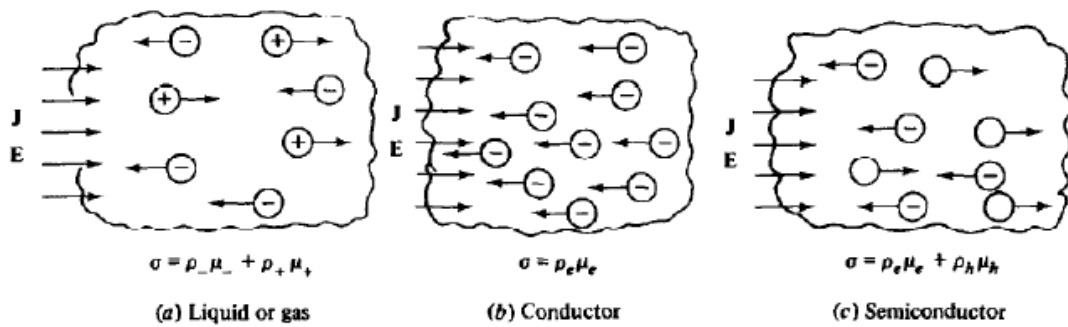 J
E
σ = ρ₋ μ₋ + ρ₊ μ₊
(a) Liquid or gas
J
E
σ = ρₑμₑ
(b) Conductor
J
E
σ = ρₑμₑ + ρₕμₕ
(c) Semiconductor